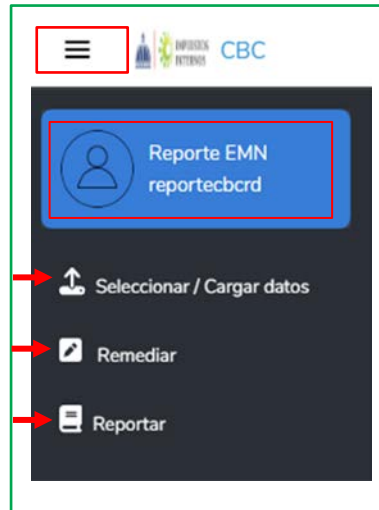 IMPUESTOS
INTERNOS
CBC
Reporte EMN
reportecbcrd
Seleccionar / Cargar datos
Remediar
Reportar